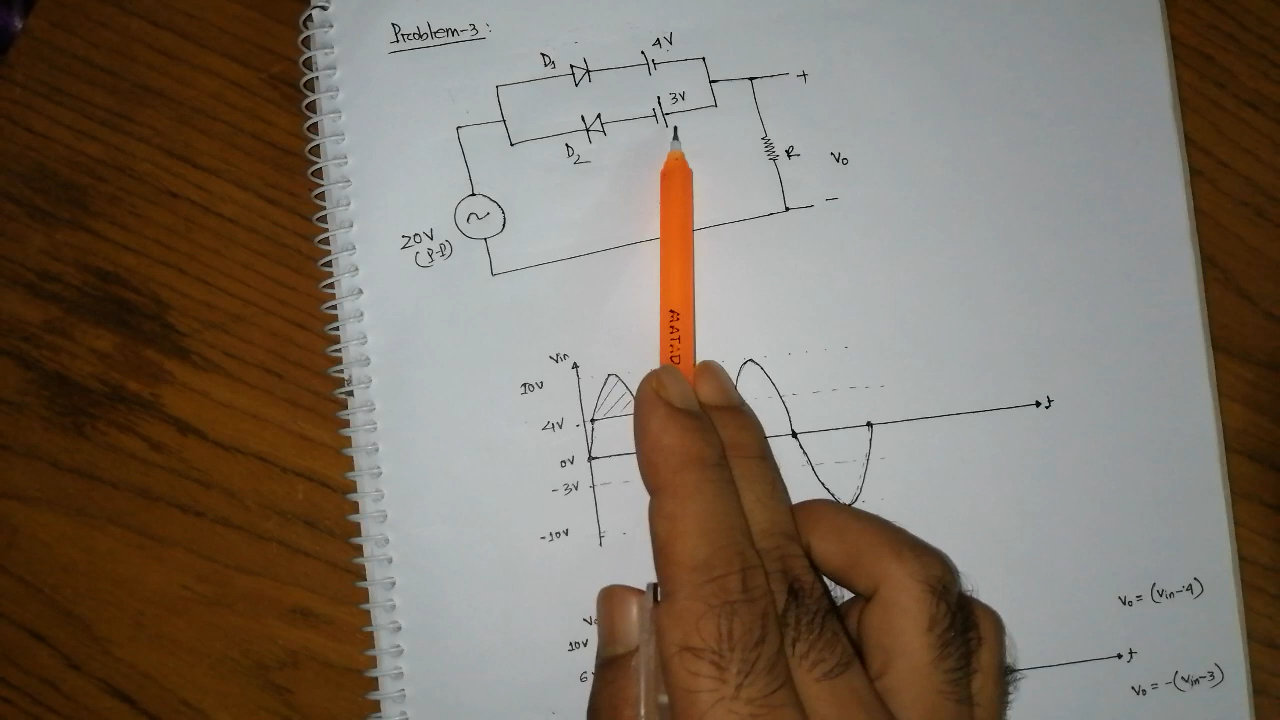 Problem-3:
D1
4V
+
3V
D2
R
Vo
-
20V
(P-P)
MATAD
Vin
10V
4V
0V
-3V
-10V
t
Vo = (Vin-4)
10V
t
6
Vo = -(Vin-3)